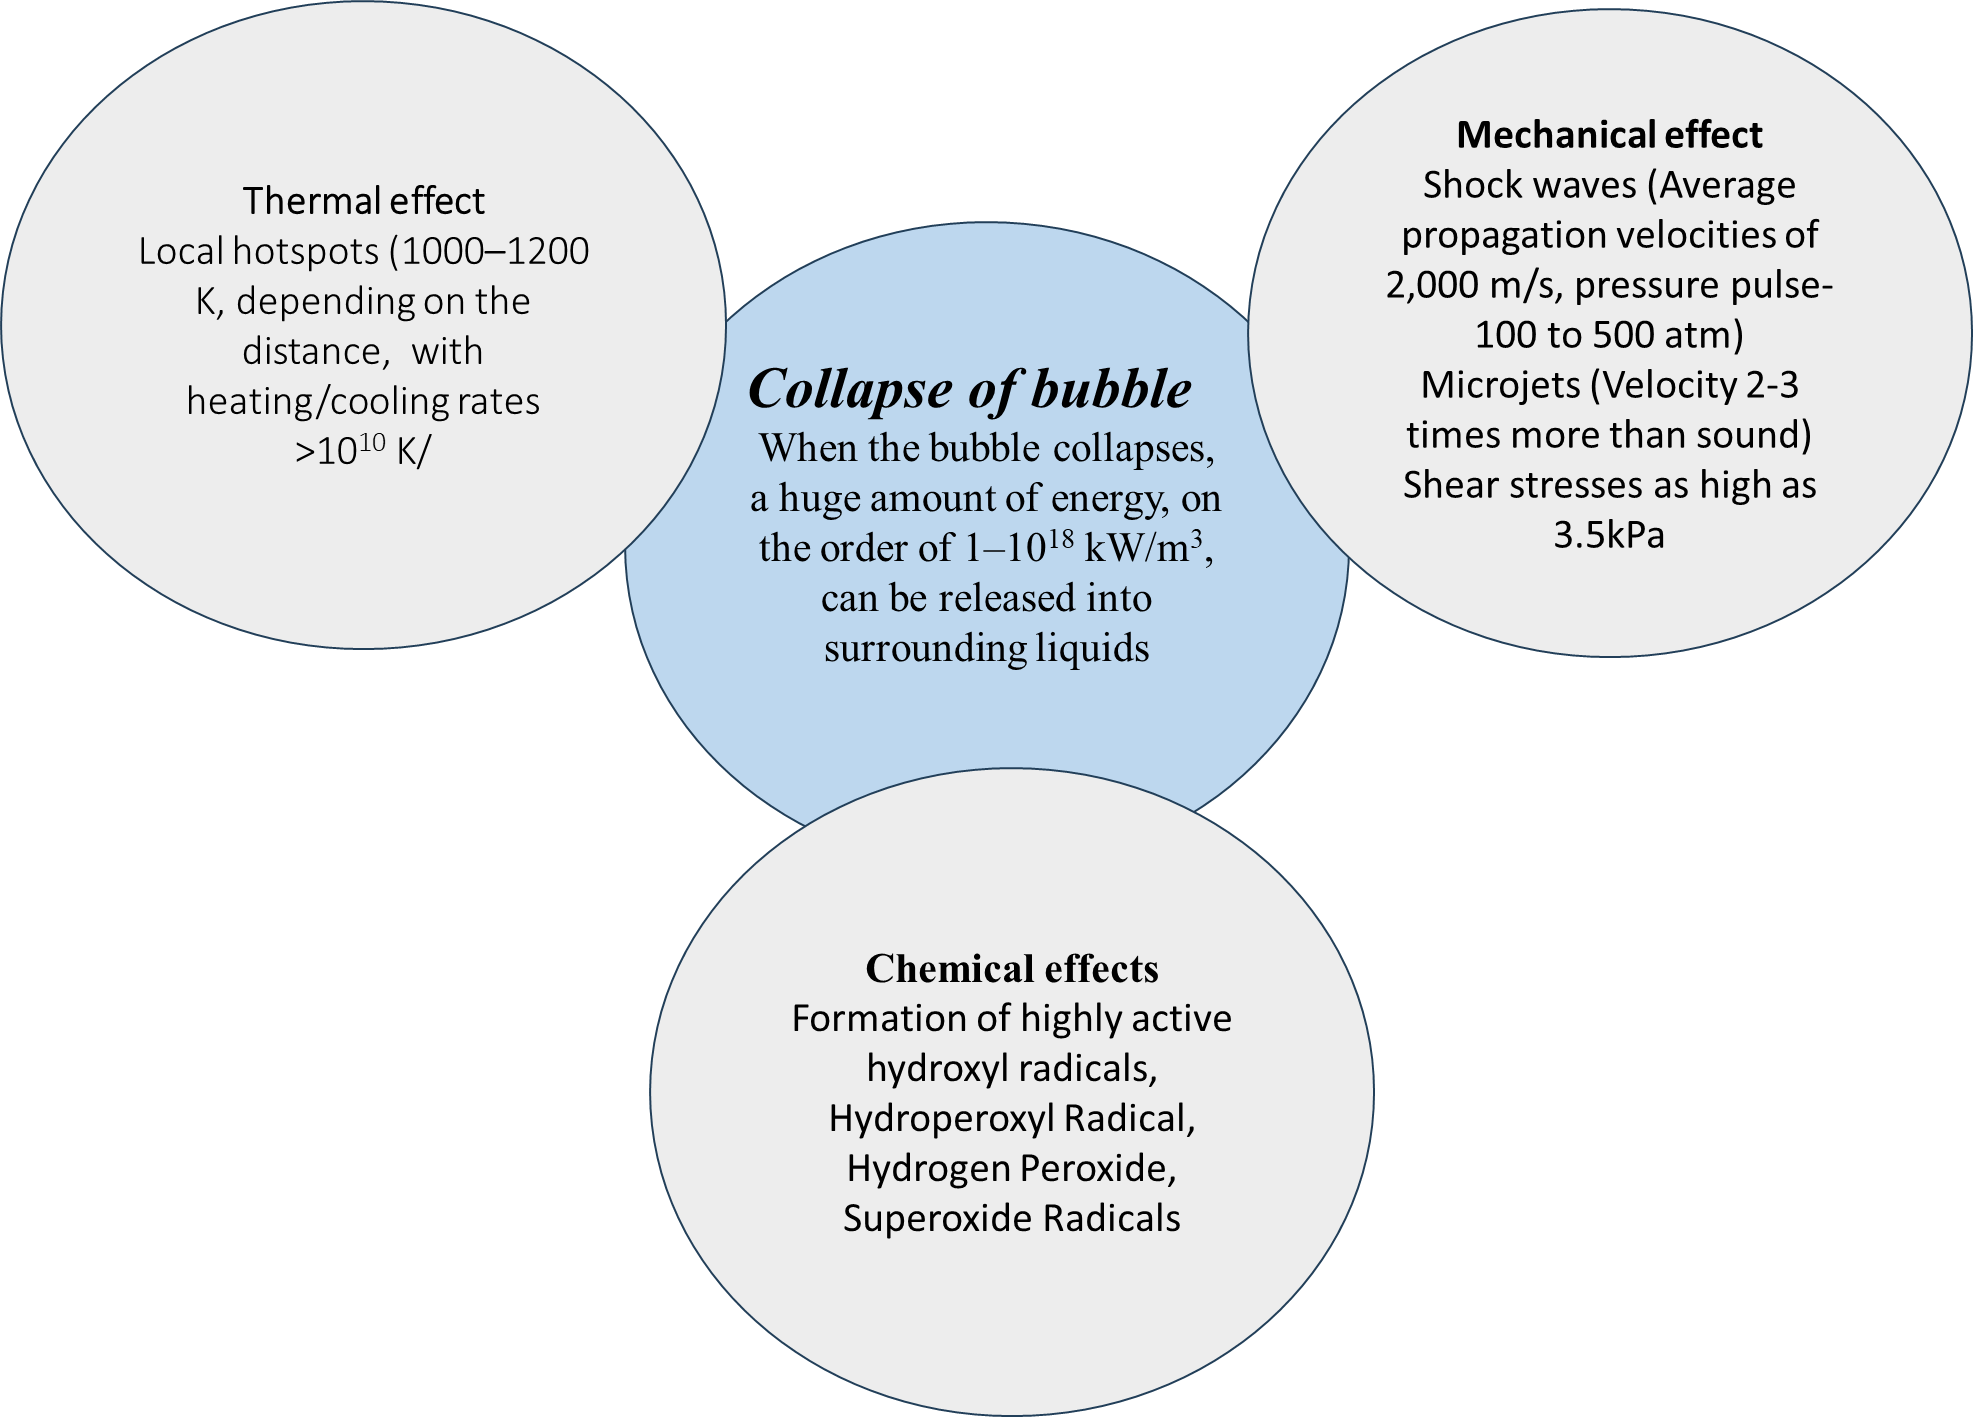 Thermal effect
Local hotspots (1000–1200
K, depending on the
distance,  with
heating/cooling rates
>10¹⁰ K/
Collapse of bubble
When the bubble collapses,
a huge amount of energy, on
the order of 1–10¹⁸ kW/m³,
can be released into
surrounding liquids
Mechanical effect
Shock waves (Average
propagation velocities of
2,000 m/s, pressure pulse-
100 to 500 atm)
Microjets (Velocity 2-3
times more than sound)
Shear stresses as high as
3.5kPa
Chemical effects
Formation of highly active
hydroxyl radicals,
Hydroperoxyl Radical,
Hydrogen Peroxide,
Superoxide Radicals